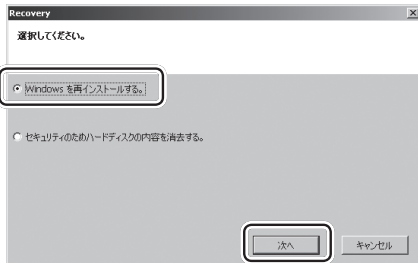 Recovery
選択してください。
Windows を再インストールする。
セキュリティのためハードディスクの内容を消去する。
次へ
キャンセル